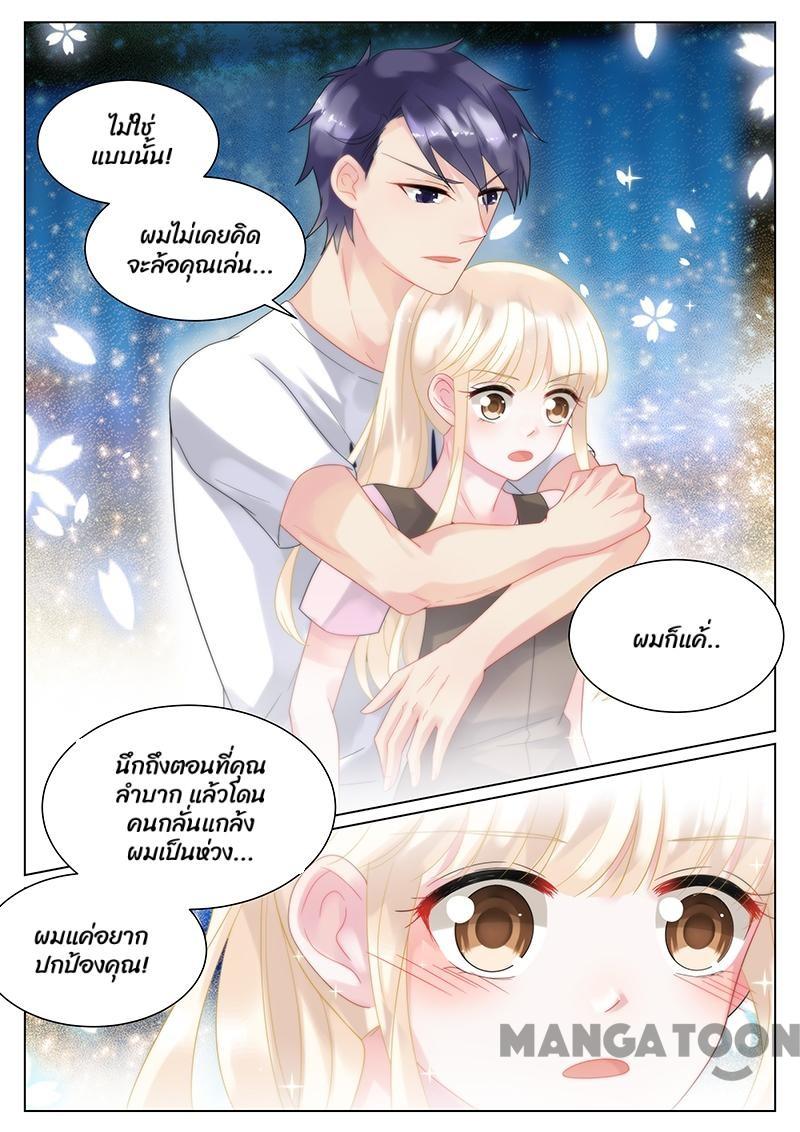 ไม่ใช่
แบบนั้น!
ผมไม่เคยคิด
จะล้อคุณเล่น...
ผมก็แค้่..
นึกถึงตอนที่คุณ
ลำบาก แล้วโดน
คนกลั่นแกล้ง
ผมเป็นห่วง...
ผมแค่อยาก
ปกป้องคุณ!
MANGATOON